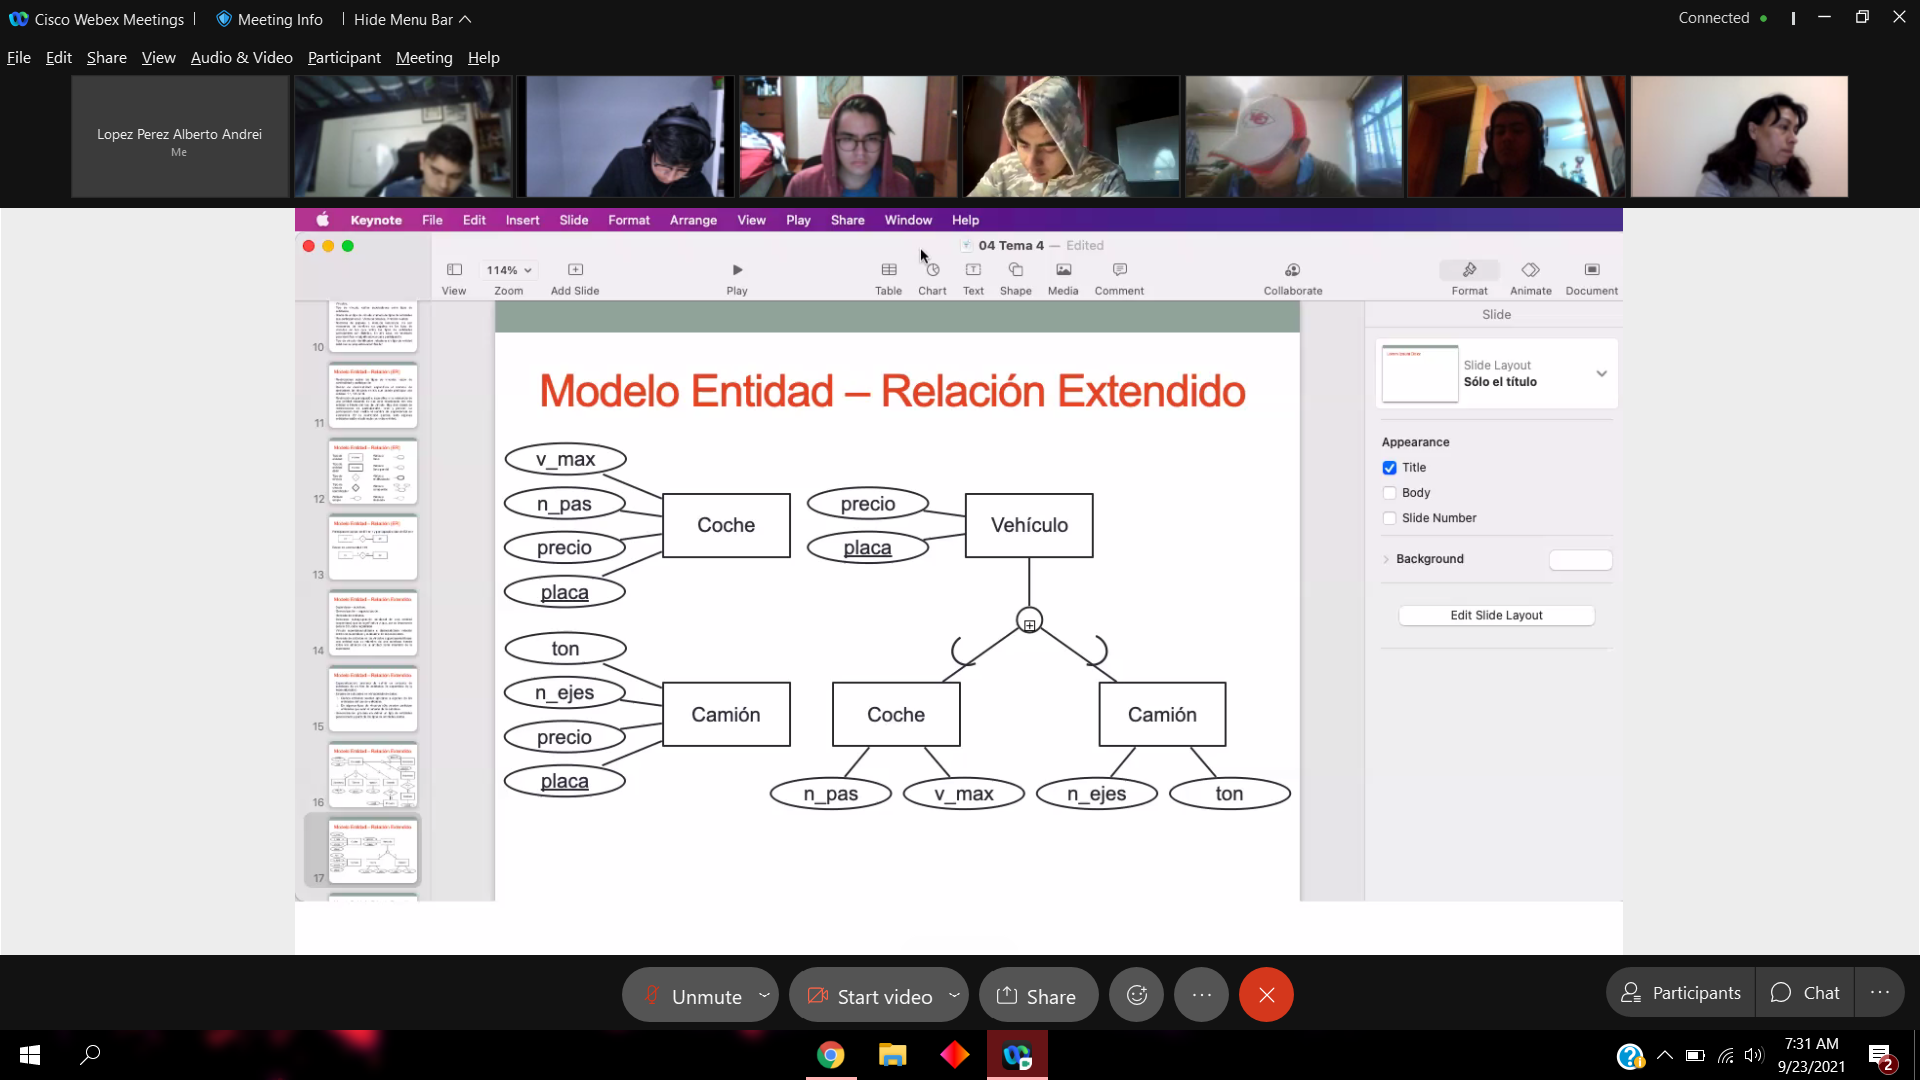 Cisco Webex Meetings
Meeting Info
Hide Menu Bar
Connected
File Edit Share View Audio & Video Participant Meeting Help
Lopez Perez Alberto Andrei
Me
Keynote File Edit Insert Slide Format Arrange View Play Share Window Help
04 Tema 4 — Edited
114%
View Zoom Add Slide Play Table Chart Text Shape Media Comment Collaborate Format Animate Document
Slide
10
11
12
13
14
15
16
17
Modelo Entidad – Relación Extendido
v_max
n_pas
precio
placa
Coche
precio
placa
Vehículo
ton
n_ejes
precio
placa
Camión
Coche
Camión
n_pas
v_max
n_ejes
ton
Slide Layout
Sólo el título
Appearance
Title
Body
Slide Number
Background
Edit Slide Layout
Unmute
Start video
Share
Participants
Chat
7:31 AM
9/23/2021
2